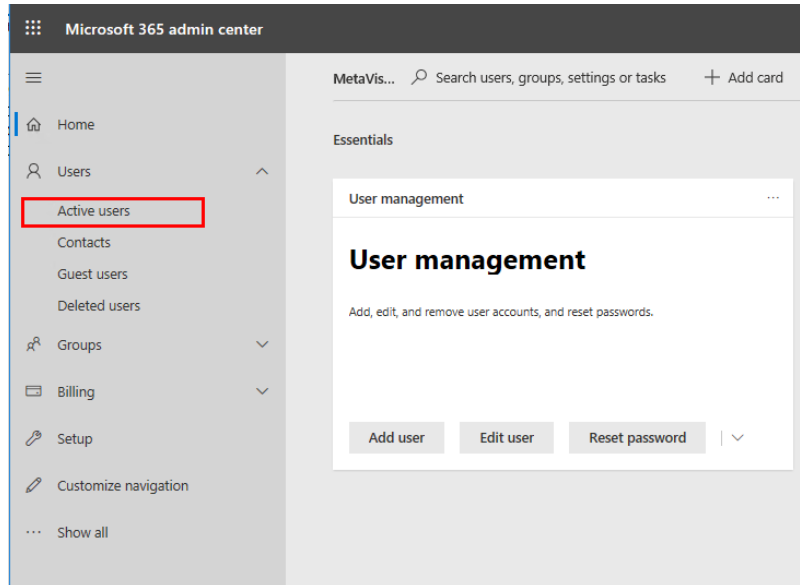 Microsoft 365 admin center
MetaVis... Search users, groups, settings or tasks Add card
Home
Users
Active users
Contacts
Guest users
Deleted users
Groups
Billing
Setup
Customize navigation
Show all
Essentials
User management
User management
Add, edit, and remove user accounts, and reset passwords.
Add user Edit user Reset password